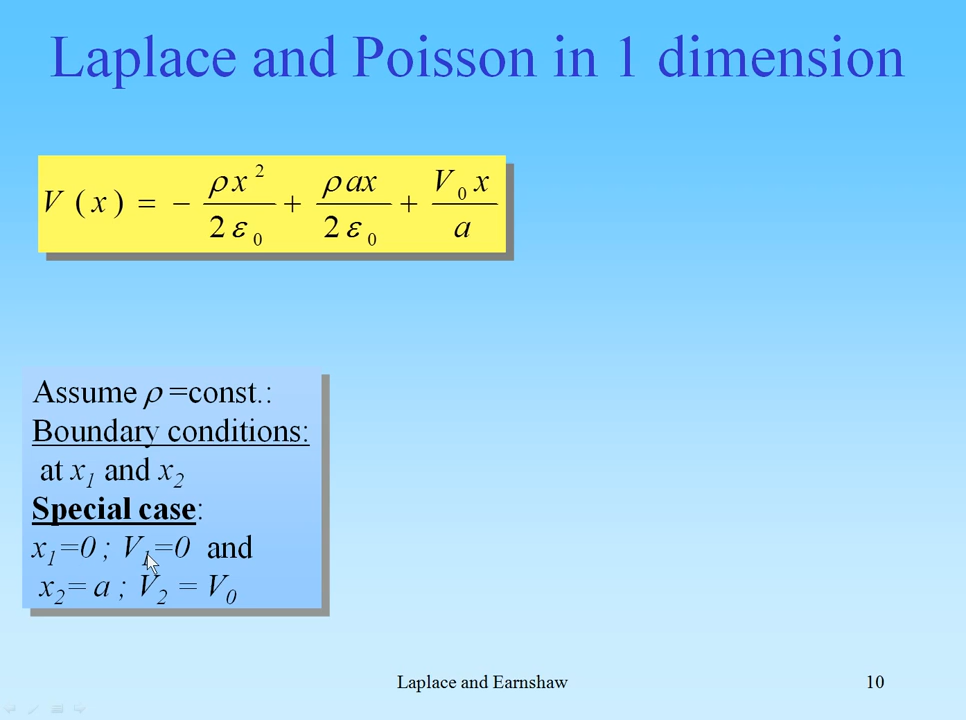 Laplace and Poisson in 1 dimension
V (x) = − ρx²/2ε₀ + ρax/2ε₀ + V₀x/a
Assume ρ =const.:
Boundary conditions:
at x₁ and x₂
Special case:
x₁=0 ; V₁=0 and
x₂= a ; V₂ = V₀
Laplace and Earnshaw
10